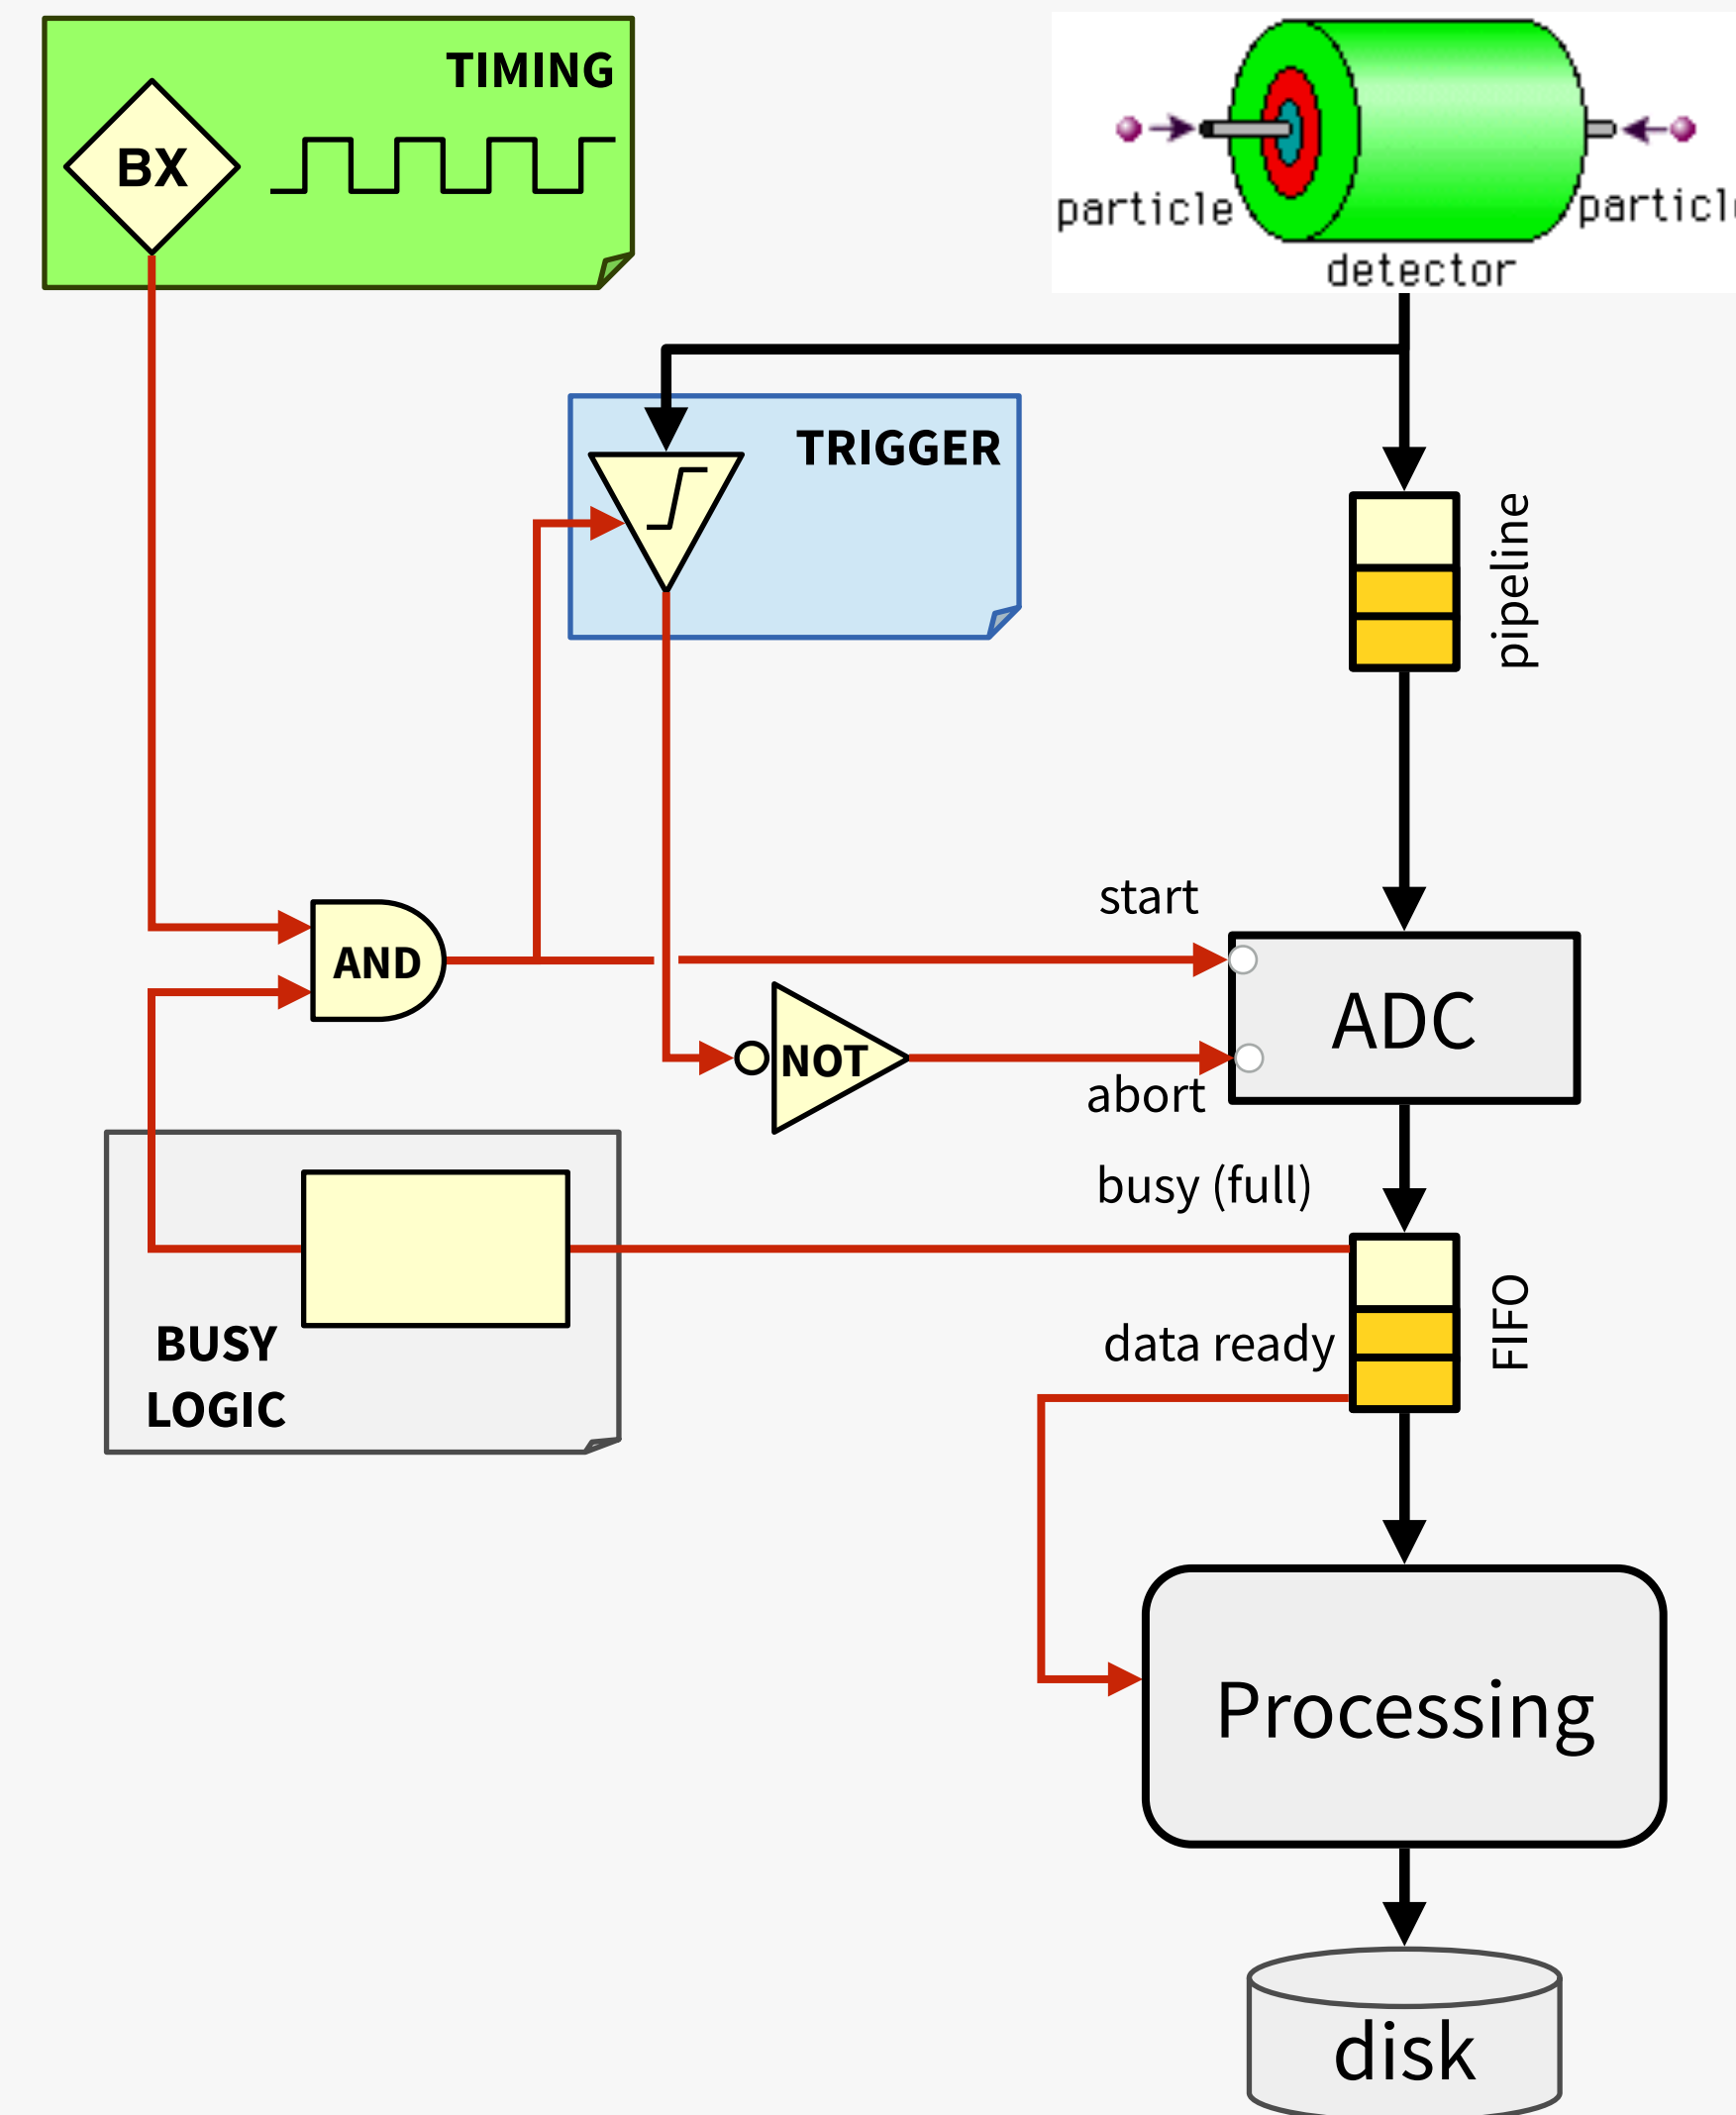 TIMING
BX
particle
detector
TRIGGER
pipeline
start
AND
ADC
NOT
abort
busy (full)
FIFO
data ready
BUSY
LOGIC
Processing
disk